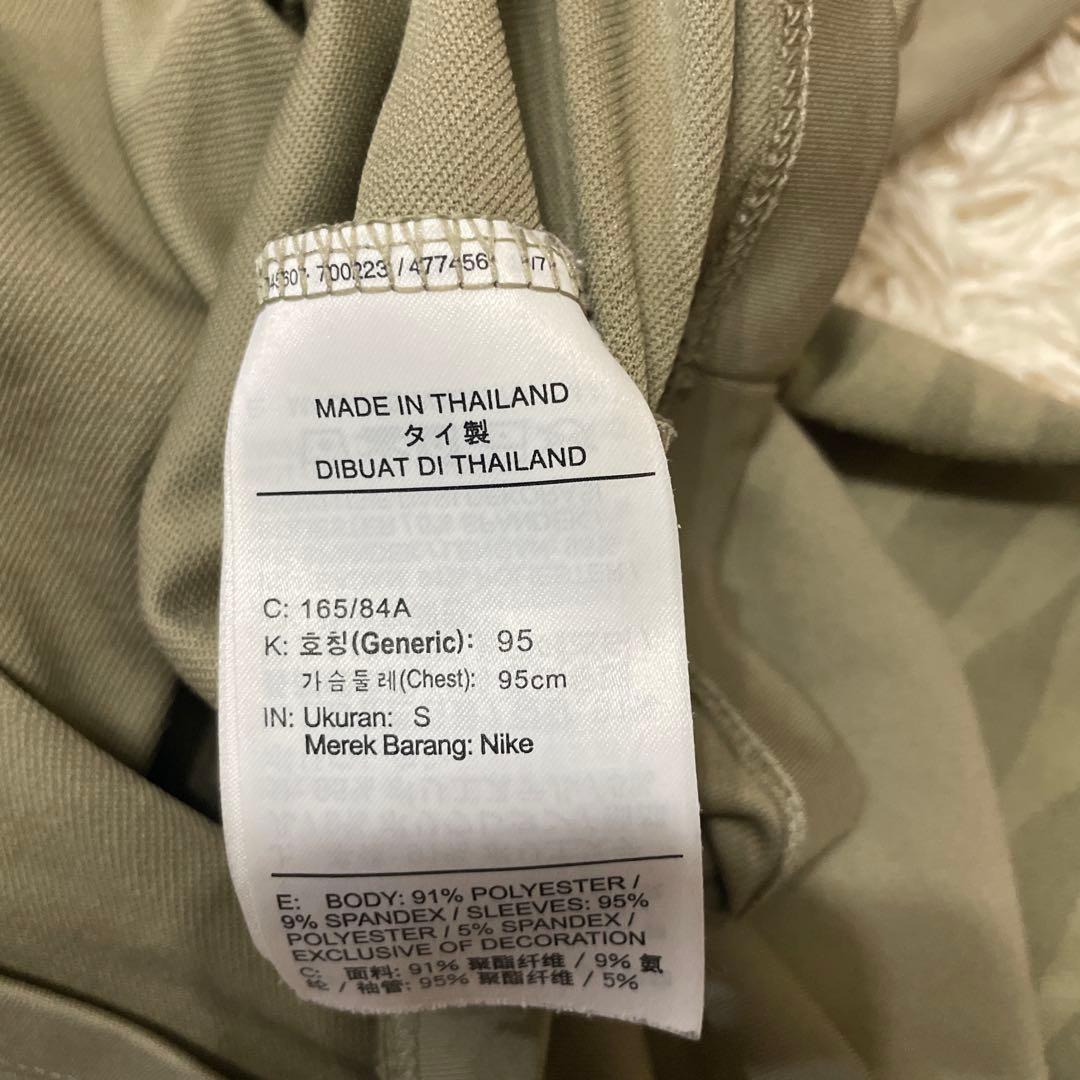 700223 / 477456
MADE IN THAILAND
タイ製
DIBUAT DI THAILAND
C: 165/84A
K: 호칭(Generic): 95
가슴둘레(Chest): 95cm
IN: Ukuran: S
Merek Barang: Nike
E: BODY: 91% POLYESTER /
9% SPANDEX / SLEEVES: 95%
POLYESTER / 5% SPANDEX /
EXCLUSIVE OF DECORATION
C: 面料: 91% 聚酯纤维 / 9% 氨
纶 / 袖管: 95% 聚酯纤维 / 5%